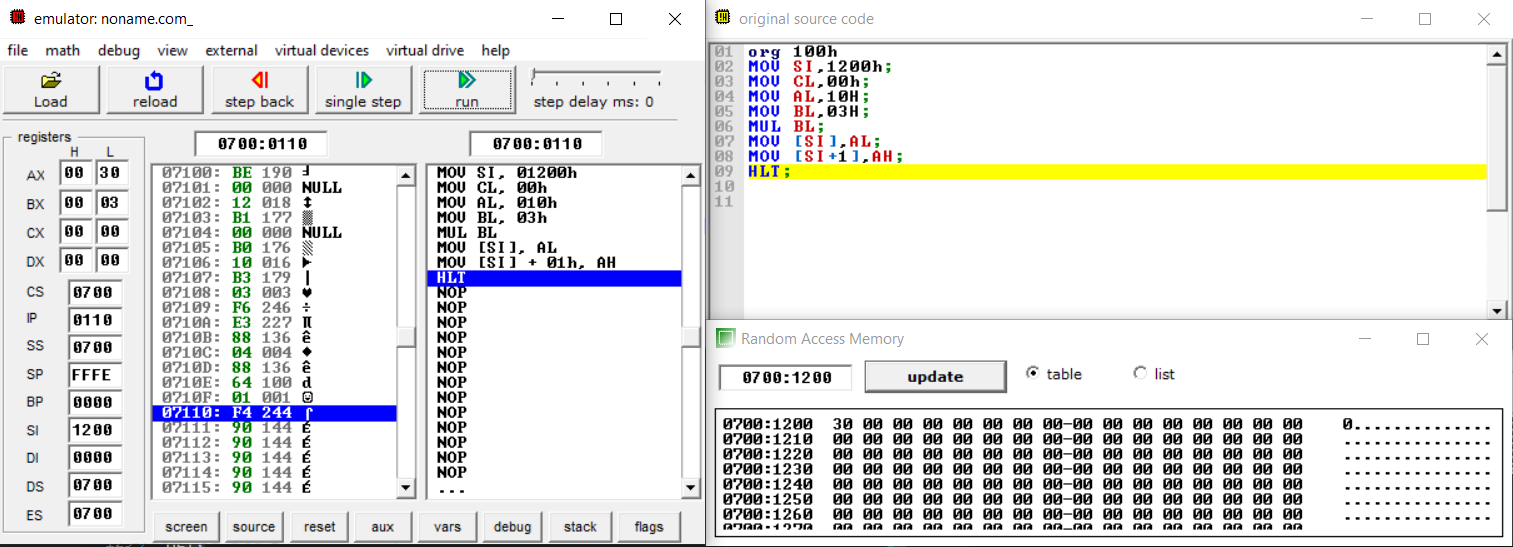 emulator: noname.com_
file math debug view external virtual devices virtual drive help
Load reload step back single step run step delay ms: 0
registers
H L
AX 00 30
BX 00 03
CX 00 00
DX 00 00
CS 0700
IP 0110
SS 0700
SP FFFE
BP 0000
SI 1200
DI 0000
DS 0700
ES 0700
0700:0110
07100: BE 190 ╛
07101: 00 000 NULL
07102: 12 018 ↕
07103: B1 177 ▒
07104: 00 000 NULL
07105: B0 176 ░
07106: 10 016 ►
07107: B3 179 │
07108: 03 003 ♥
07109: F6 246 ÷
0710A: E3 227 π
0710B: 88 136 ê
0710C: 04 004 ♦
0710D: 88 136 ê
0710E: 64 100 d
0710F: 01 001 ☺
07110: F4 244 ⌠
07111: 90 144 É
07112: 90 144 É
07113: 90 144 É
07114: 90 144 É
07115: 90 144 É
0700:0110
MOV SI, 01200h
MOV CL, 00h
MOV AL, 010h
MOV BL, 03h
MUL BL
MOV [SI], AL
MOV [SI] + 01h, AH
HLT
NOP
NOP
NOP
NOP
NOP
NOP
NOP
NOP
NOP
NOP
NOP
NOP
NOP
...
screen source reset aux vars debug stack flags
original source code
01 org 100h
02 MOV SI,1200h;
03 MOV CL,00h;
04 MOV AL,10H;
05 MOV BL,03H;
06 MUL BL;
07 MOV [SI],AL;
08 MOV [SI+1],AH;
09 HLT;
10
11
Random Access Memory
0700:1200 update table list
0700:1200 30 00 00 00 00 00 00 00-00 00 00 00 00 00 00 00 0...............
0700:1210 00 00 00 00 00 00 00 00-00 00 00 00 00 00 00 00 ................
0700:1220 00 00 00 00 00 00 00 00-00 00 00 00 00 00 00 00 ................
0700:1230 00 00 00 00 00 00 00 00-00 00 00 00 00 00 00 00 ................
0700:1240 00 00 00 00 00 00 00 00-00 00 00 00 00 00 00 00 ................
0700:1250 00 00 00 00 00 00 00 00-00 00 00 00 00 00 00 00 ................
0700:1260 00 00 00 00 00 00 00 00-00 00 00 00 00 00 00 00 ................
0700:1270 00 00 00 00 00 00 00 00-00 00 00 00 00 00 00 00